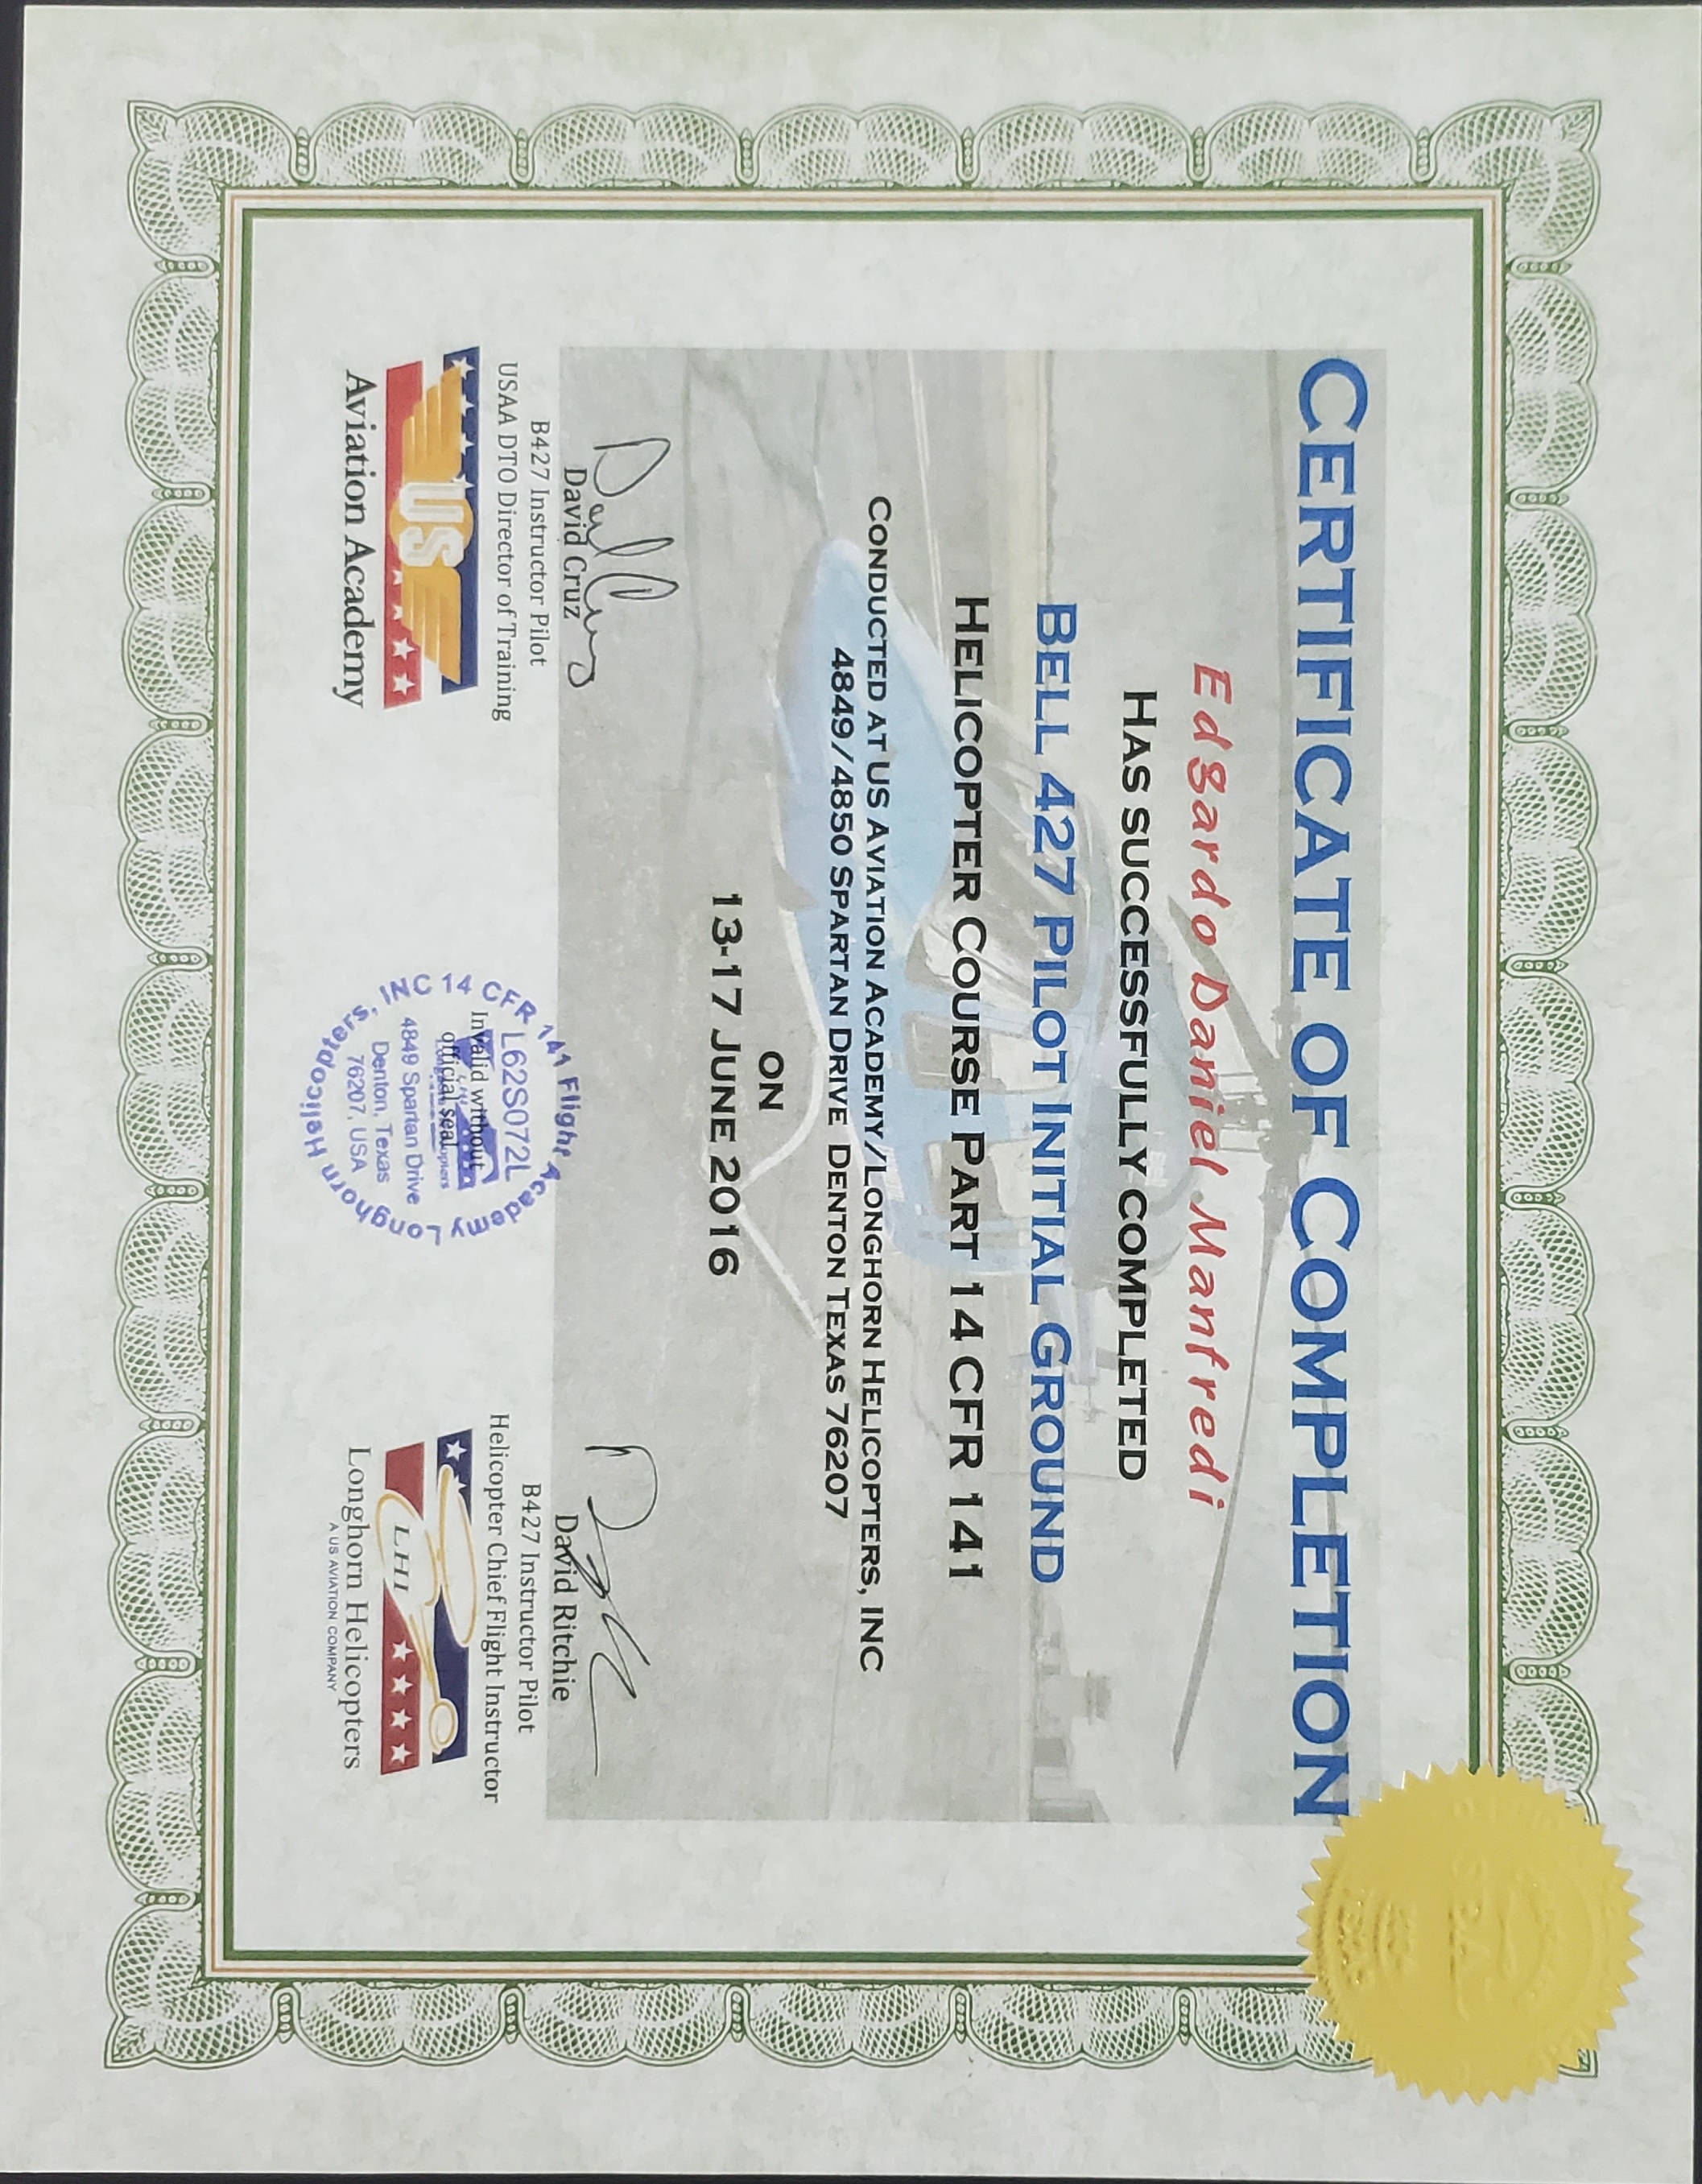 SEAL
CERTIFICATE OF COMPLETION
Edgardo Daniel Manfredi
HAS SUCCESSFULLY COMPLETED
BELL 427 PILOT INITIAL GROUND
HELICOPTER COURSE PART 14 CFR 141
CONDUCTED AT US AVIATION ACADEMY/LONGHORN HELICOPTERS, INC
4849/4850 SPARTAN DRIVE DENTON TEXAS 76207
ON
13-17 JUNE 2016
David Cruz
B427 Instructor Pilot
USAA DTO Director of Training
US
Aviation Academy
Longhorn Helicopters, INC 14 CFR 141 Flight Academy
L62S072L
Invalid without
official seal
LHI
Longhorn Helicopters
4849 Spartan Drive
Denton, Texas
76207, USA
David Ritchie
B427 Instructor Pilot
Helicopter Chief Flight Instructor
LHI
Longhorn Helicopters
A US AVIATION COMPANY